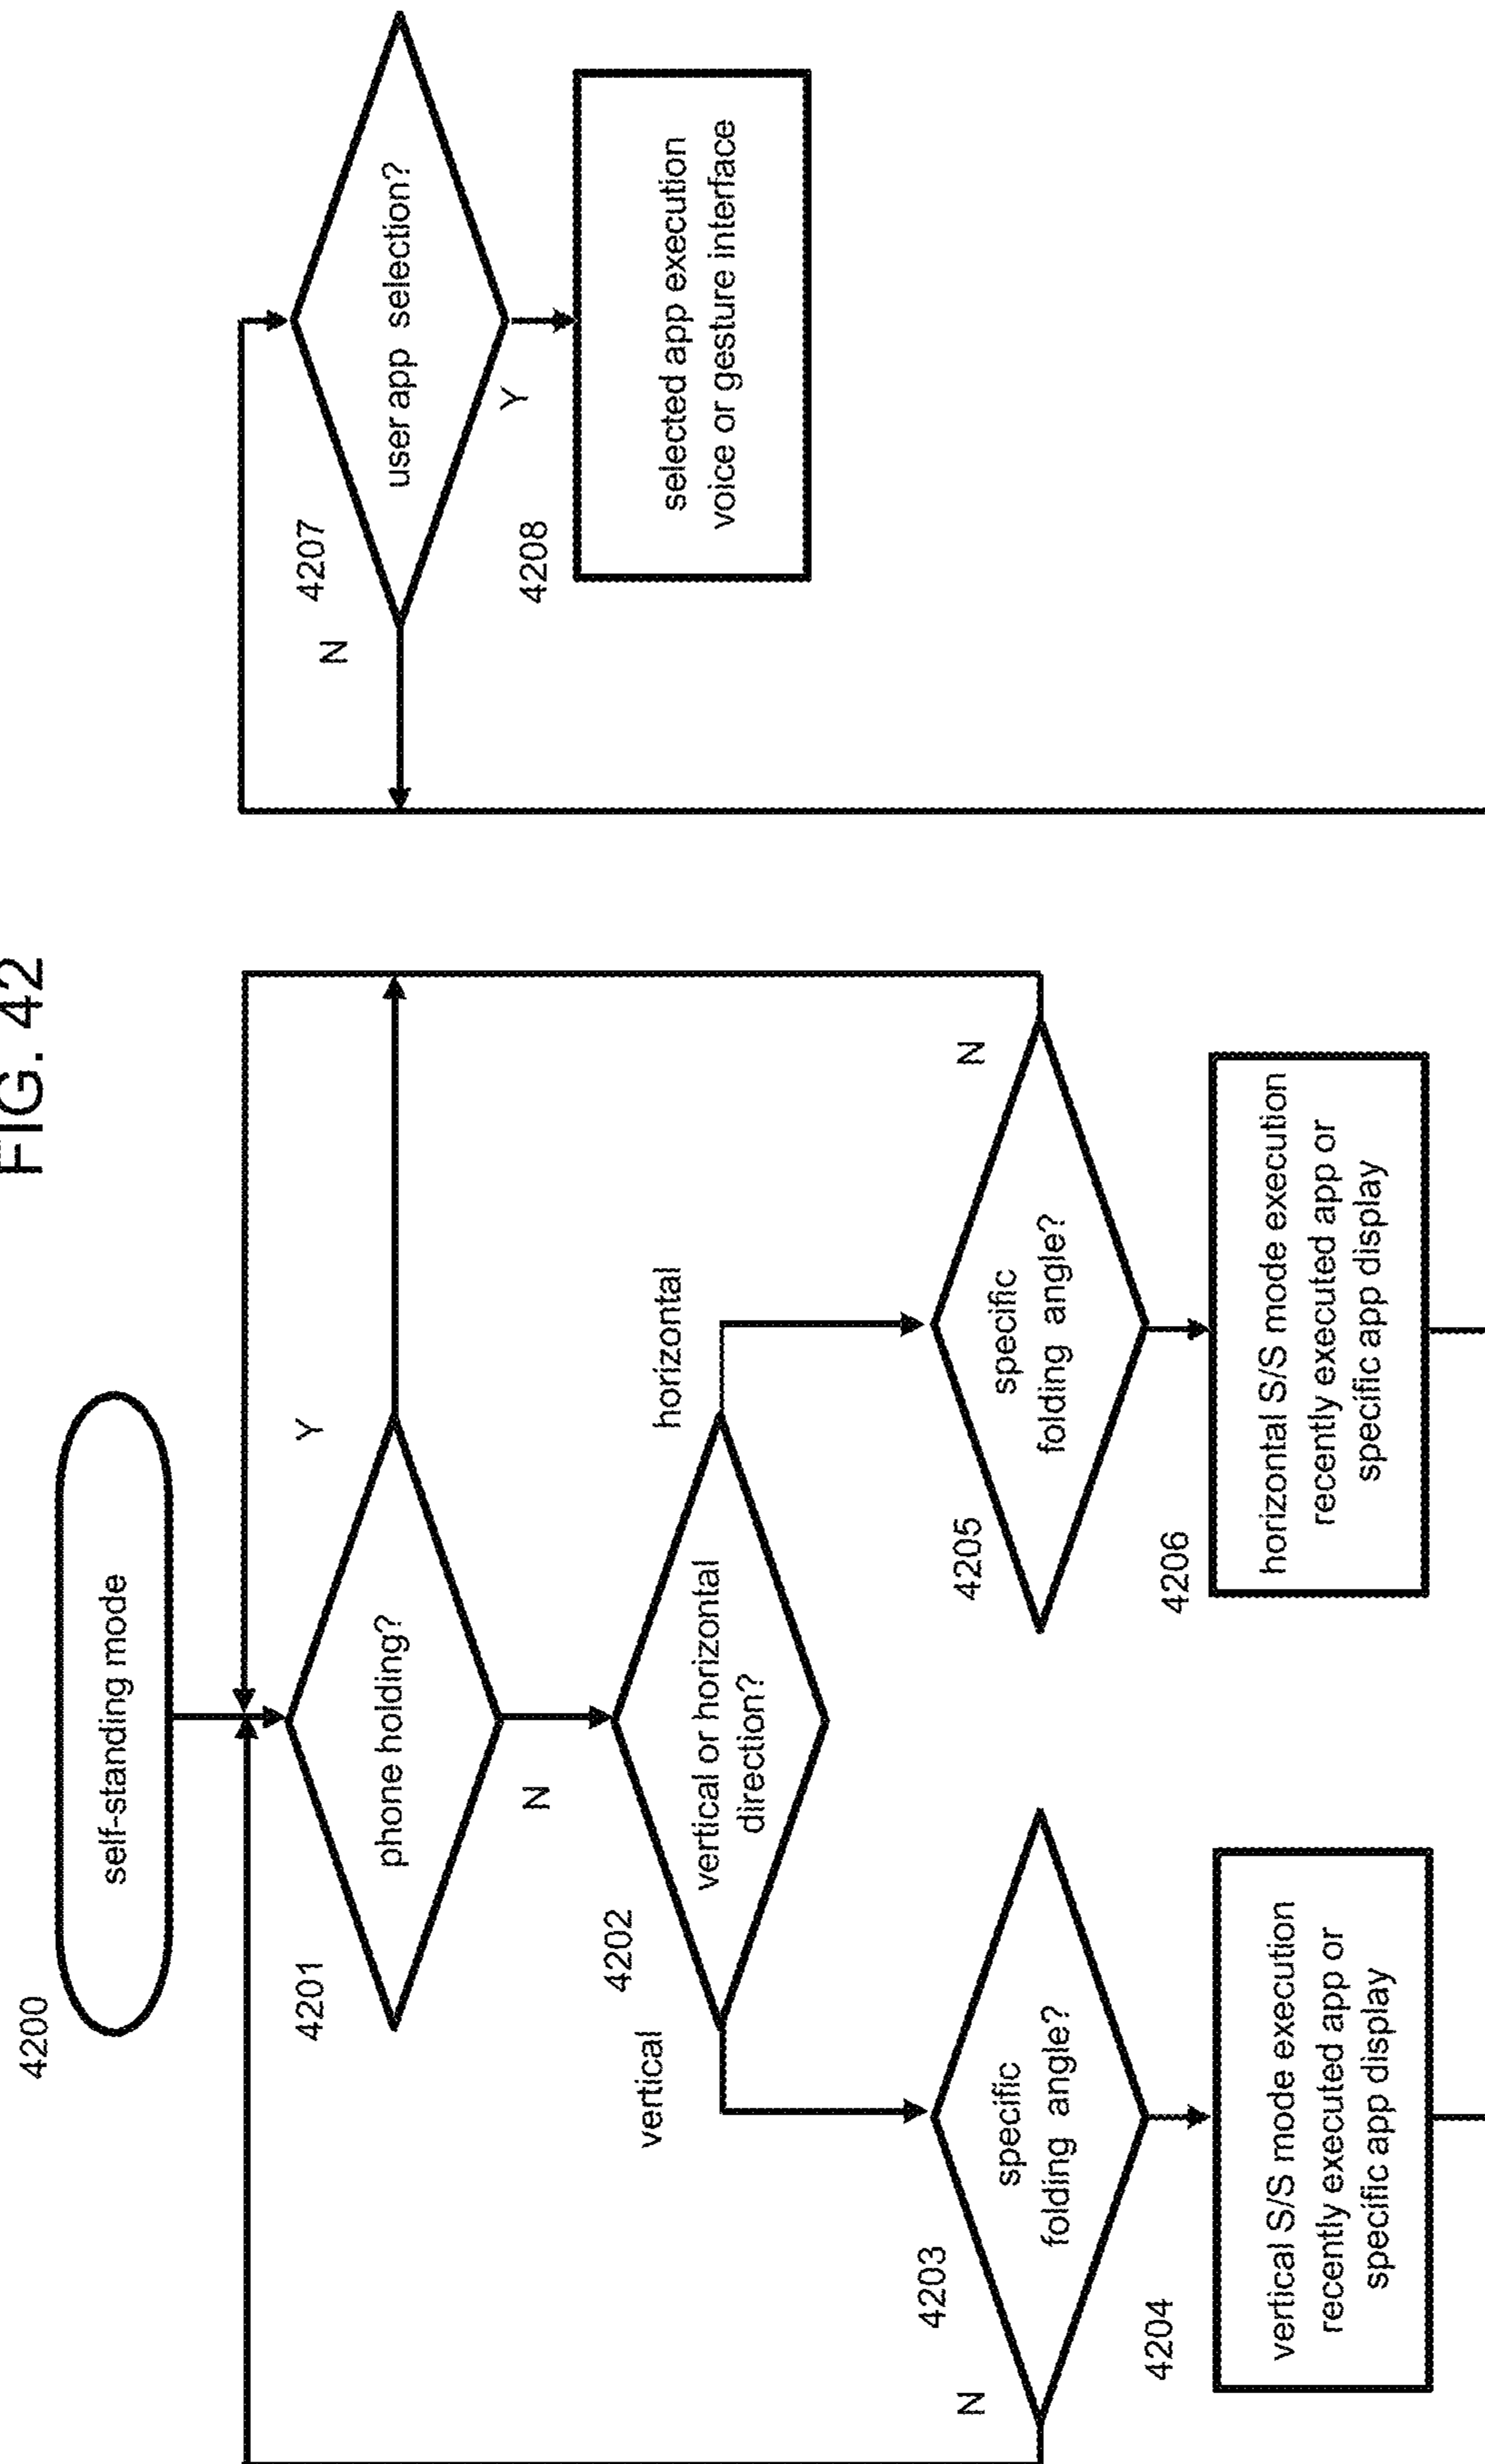 FIG. 42
4200
self-standing mode
4201
phone holding?
Y
N
4202
vertical or horizontal
direction?
vertical
horizontal
4203
specific
folding angle?
N
4204
vertical S/S mode execution
recently executed app or
specific app display
4205
specific
folding angle?
N
4206
horizontal S/S mode execution
recently executed app or
specific app display
4207
user app selection?
N
Y
4208
selected app execution
voice or gesture interface